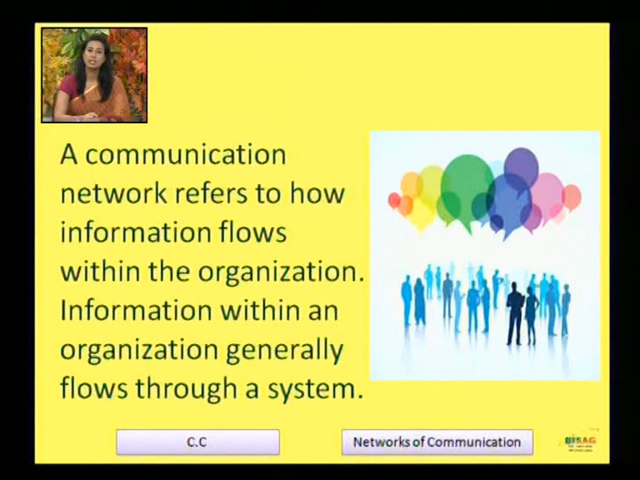 A communication
network refers to how
information flows
within the organization.
Information within an
organization generally
flows through a system.
C.C
Networks of Communication
BISAG